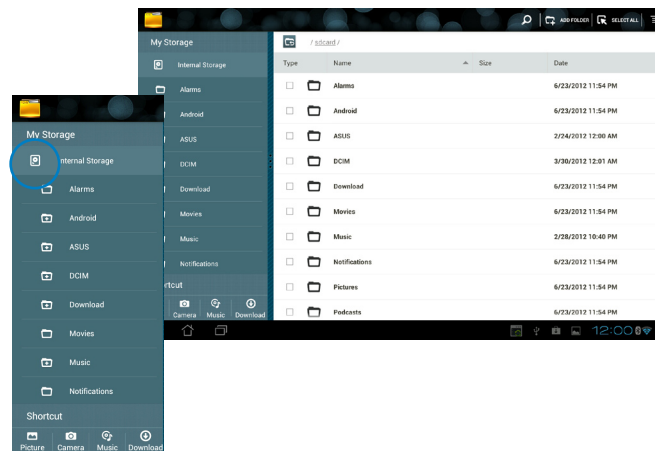 ADD FOLDER SELECT ALL
My Storage
/ sdcard /
Internal Storage
Type Name Size Date
Alarms
Alarms 6/23/2012 11:54 PM
Android
Android 6/23/2012 11:54 PM
ASUS
ASUS 2/24/2012 12:00 AM
DCIM
DCIM 3/30/2012 12:01 AM
Download
Download 6/23/2012 11:54 PM
Movies
Movies 6/23/2012 11:54 PM
Music
Music 2/28/2012 10:40 PM
Notifications
Notifications 6/23/2012 11:54 PM
Pictures 6/23/2012 11:54 PM
rtcut
Camera Music Download
Podcasts 6/23/2012 11:54 PM
12:00
My Storage
Internal Storage
Alarms
Android
ASUS
DCIM
Download
Movies
Music
Notifications
Shortcut
Picture Camera Music Download